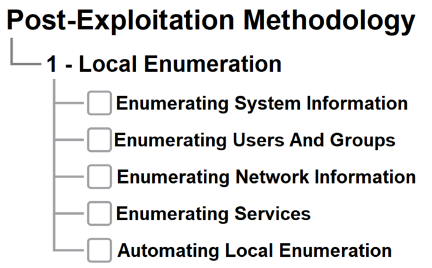 Post-Exploitation Methodology
1 - Local Enumeration
Enumerating System Information
Enumerating Users And Groups
Enumerating Network Information
Enumerating Services
Automating Local Enumeration